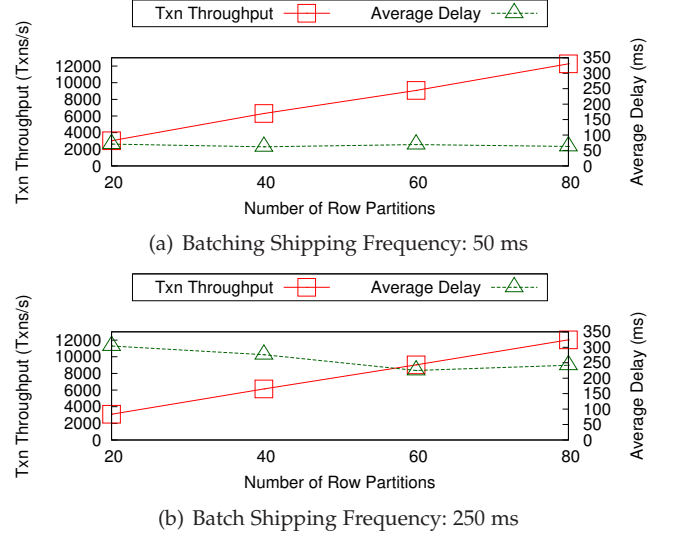 Txn Throughput Average Delay
Txn Throughput (Txns/s)
12000
10000
8000
6000
4000
2000
0
350
300
250
200
150
100
50
0
Average Delay (ms)
20 40 60 80
Number of Row Partitions
(a) Batching Shipping Frequency: 50 ms
Txn Throughput Average Delay
Txn Throughput (Txns/s)
12000
10000
8000
6000
4000
2000
0
350
300
250
200
150
100
50
0
Average Delay (ms)
20 40 60 80
Number of Row Partitions
(b) Batch Shipping Frequency: 250 ms